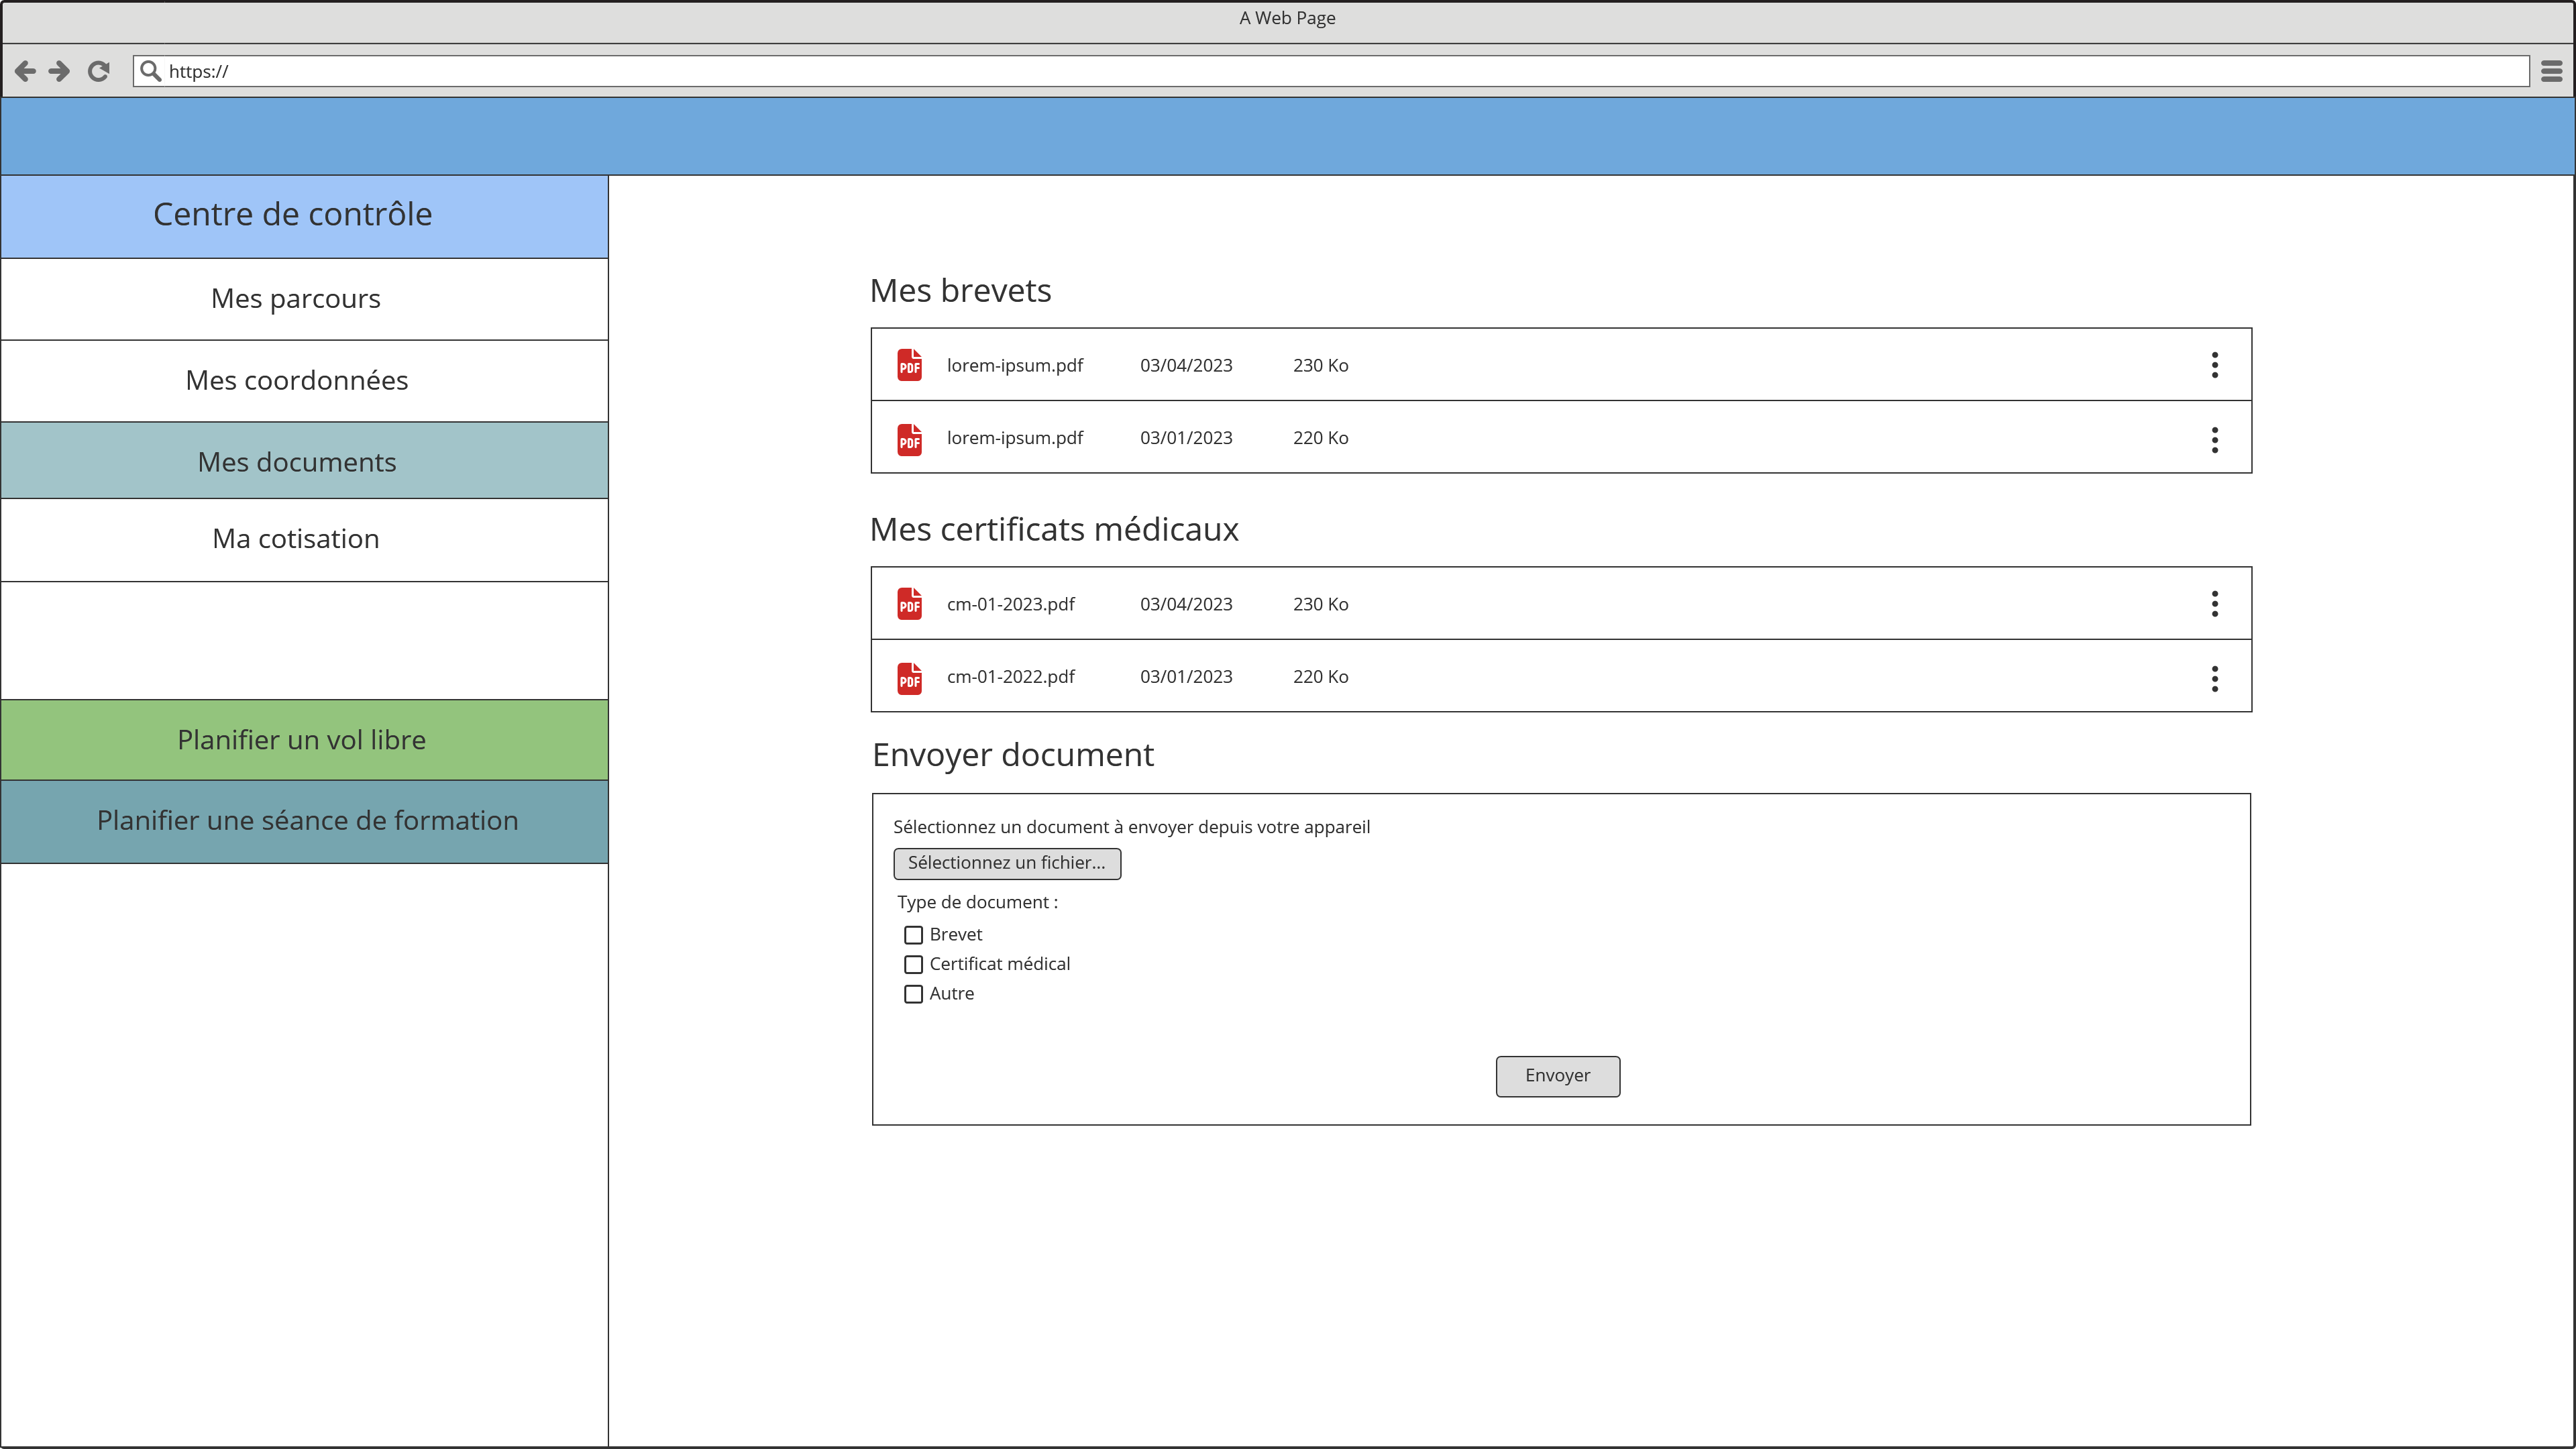 A Web Page
https://
Centre de contrôle
Mes parcours
Mes coordonnées
Mes documents
Ma cotisation
Planifier un vol libre
Planifier une séance de formation
Mes brevets
PDF lorem-ipsum.pdf 03/04/2023 230 Ko
PDF lorem-ipsum.pdf 03/01/2023 220 Ko
Mes certificats médicaux
PDF cm-01-2023.pdf 03/04/2023 230 Ko
PDF cm-01-2022.pdf 03/01/2023 220 Ko
Envoyer document
Sélectionnez un document à envoyer depuis votre appareil
Sélectionnez un fichier...
Type de document :
Brevet
Certificat médical
Autre
Envoyer